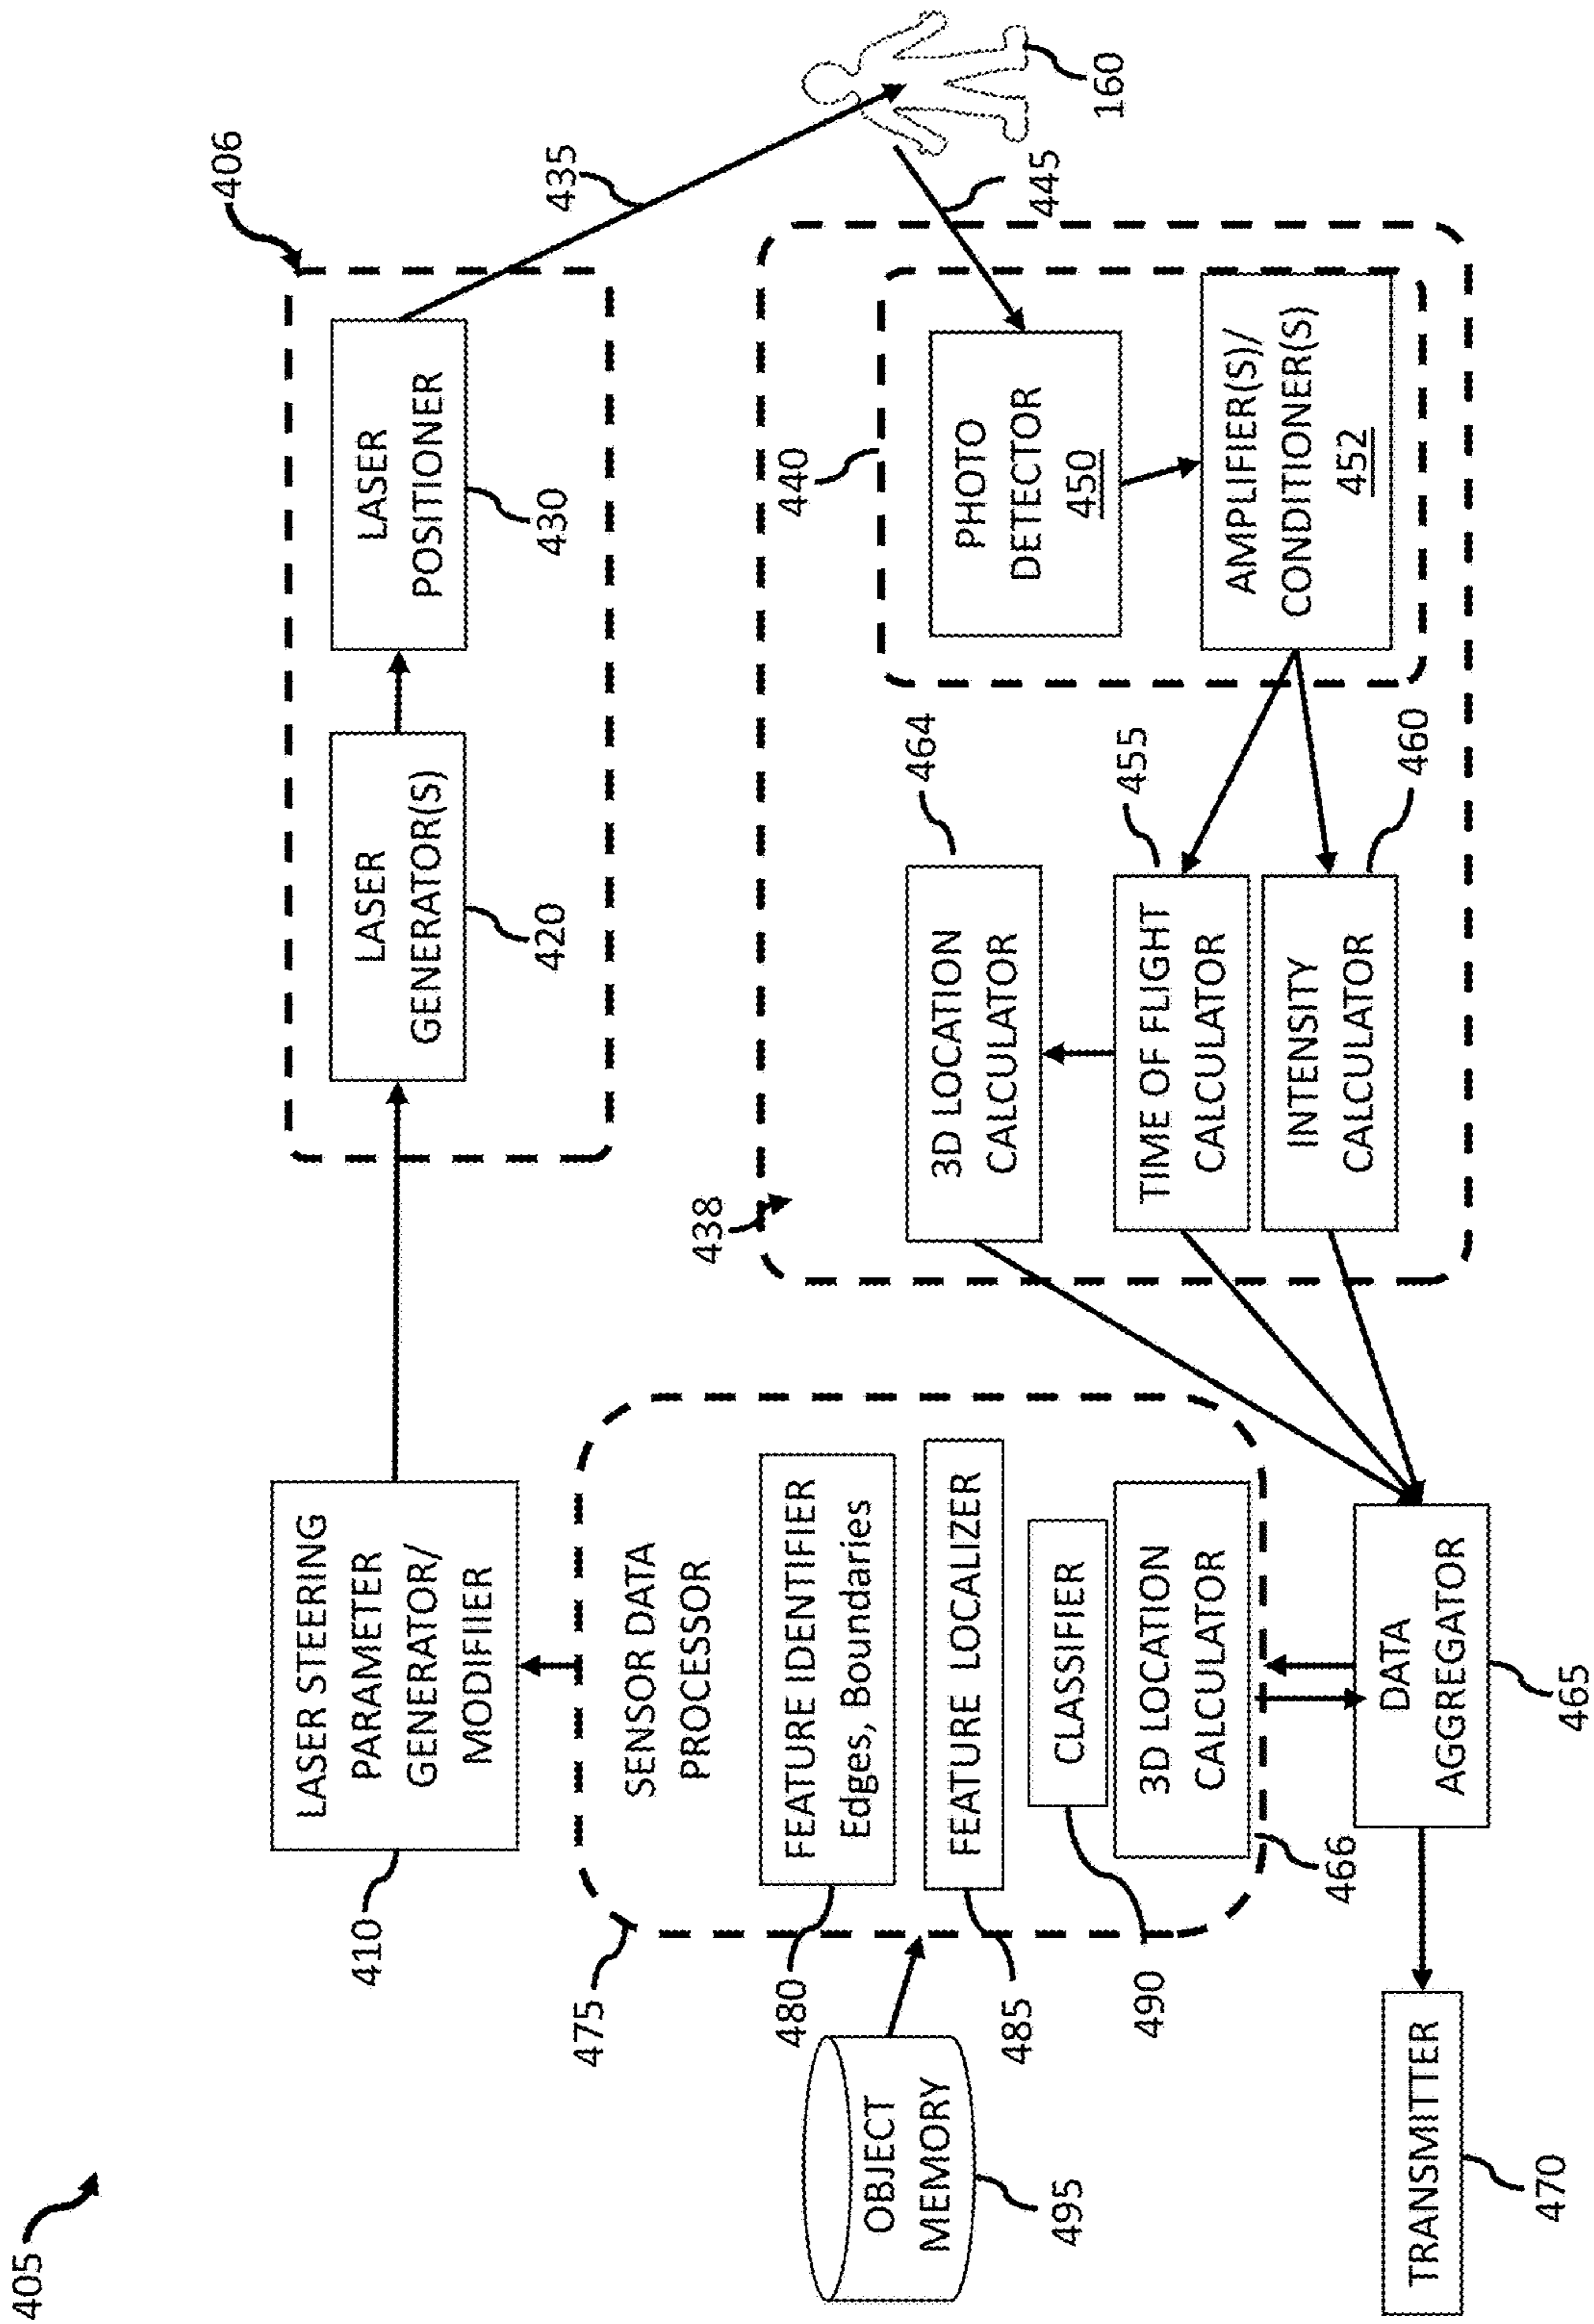 405
406
LASER STEERING
PARAMETER
GENERATOR/
MODIFIIER
410
LASER
GENERATOR(S)
420
LASER
POSITIONER
430
435
160
445
475
SENSOR DATA
PROCESSOR
FEATURE IDENTIFIER
Edges, Boundaries
480
FEATURE LOCALIZER
485
CLASSIFIER
490
3D LOCATION
CALCULATOR
466
OBJECT
MEMORY
495
438
3D LOCATION
CALCULATOR
464
TIME OF FLIGHT
CALCULATOR
455
INTENSITY
CALCULATOR
460
440
PHOTO
DETECTOR
450
AMPLIFIER(S)/
CONDITIONER(S)
452
DATA
AGGREGATOR
465
TRANSMITTER
470